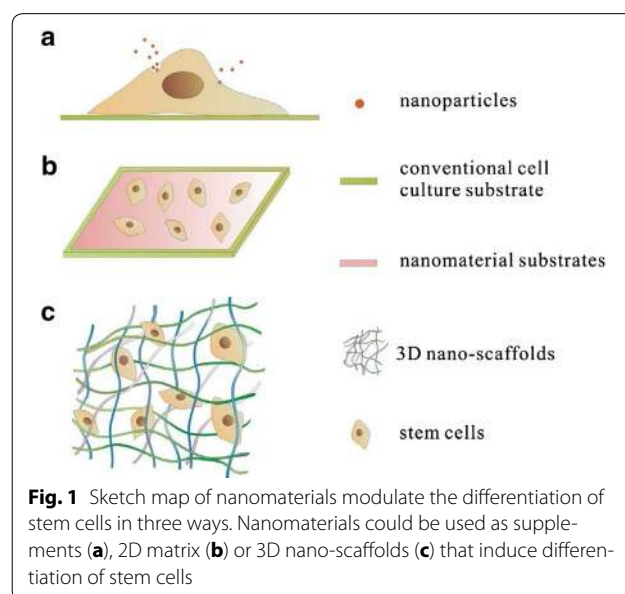 a
nanoparticles
b
conventional cell
culture substrate
nanomaterial substrates
c
3D nano-scaffolds
stem cells
Fig. 1 Sketch map of nanomaterials modulate the differentiation of
stem cells in three ways. Nanomaterials could be used as supple-
ments (a), 2D matrix (b) or 3D nano-scaffolds (c) that induce differen-
tiation of stem cells